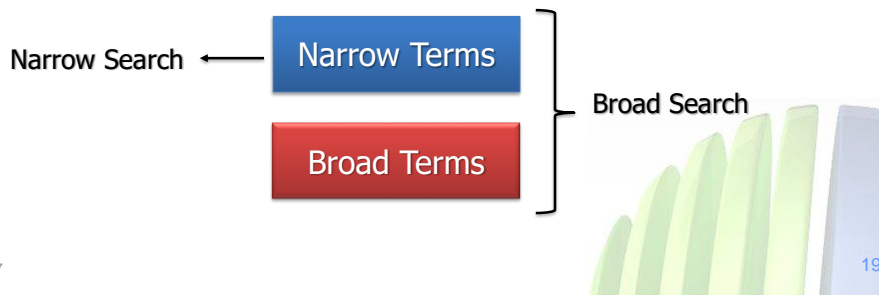 Narrow Terms
Narrow Search
Broad Search
Broad Terms
19